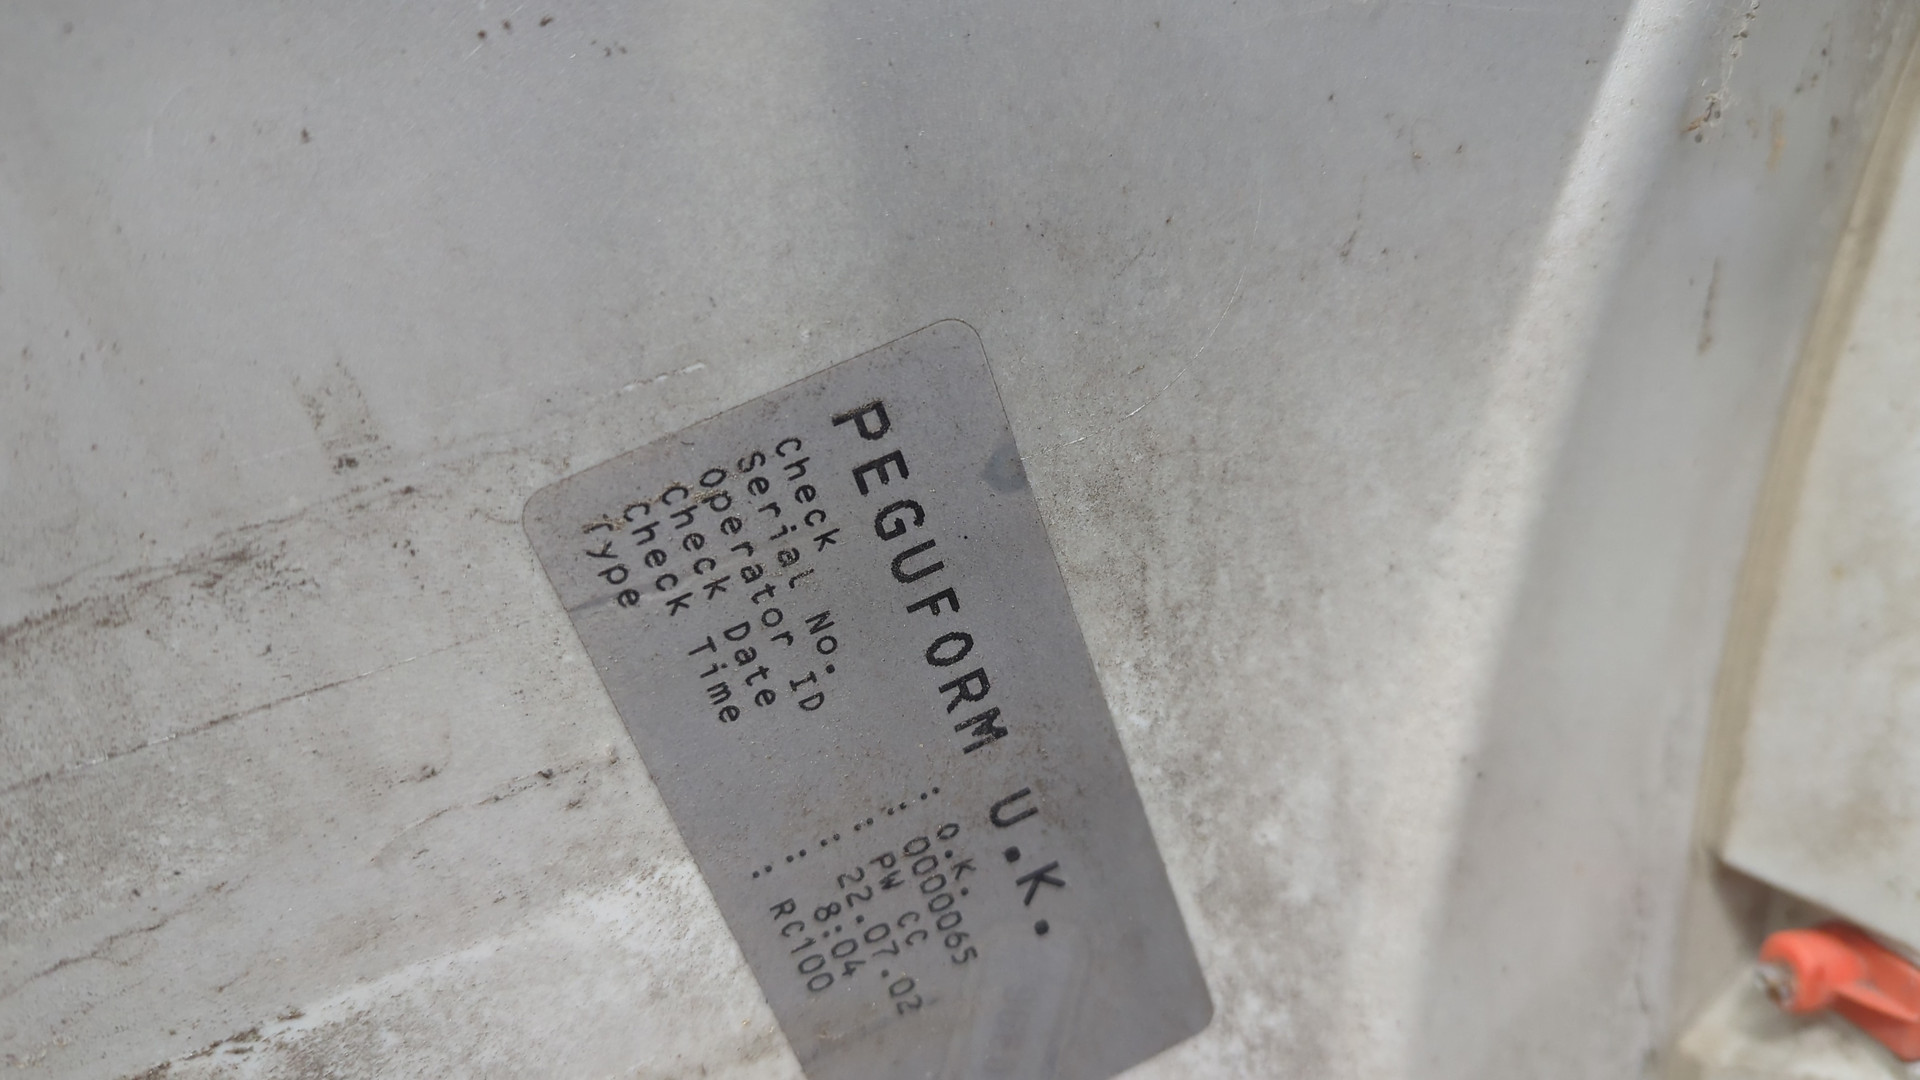 PEGUFORM U.K.
Check : O.K.
Serial No. : 0000065
Operator ID : PW CC
Check Date : 22.07.02
Check Time : 8:04
Type : RC100